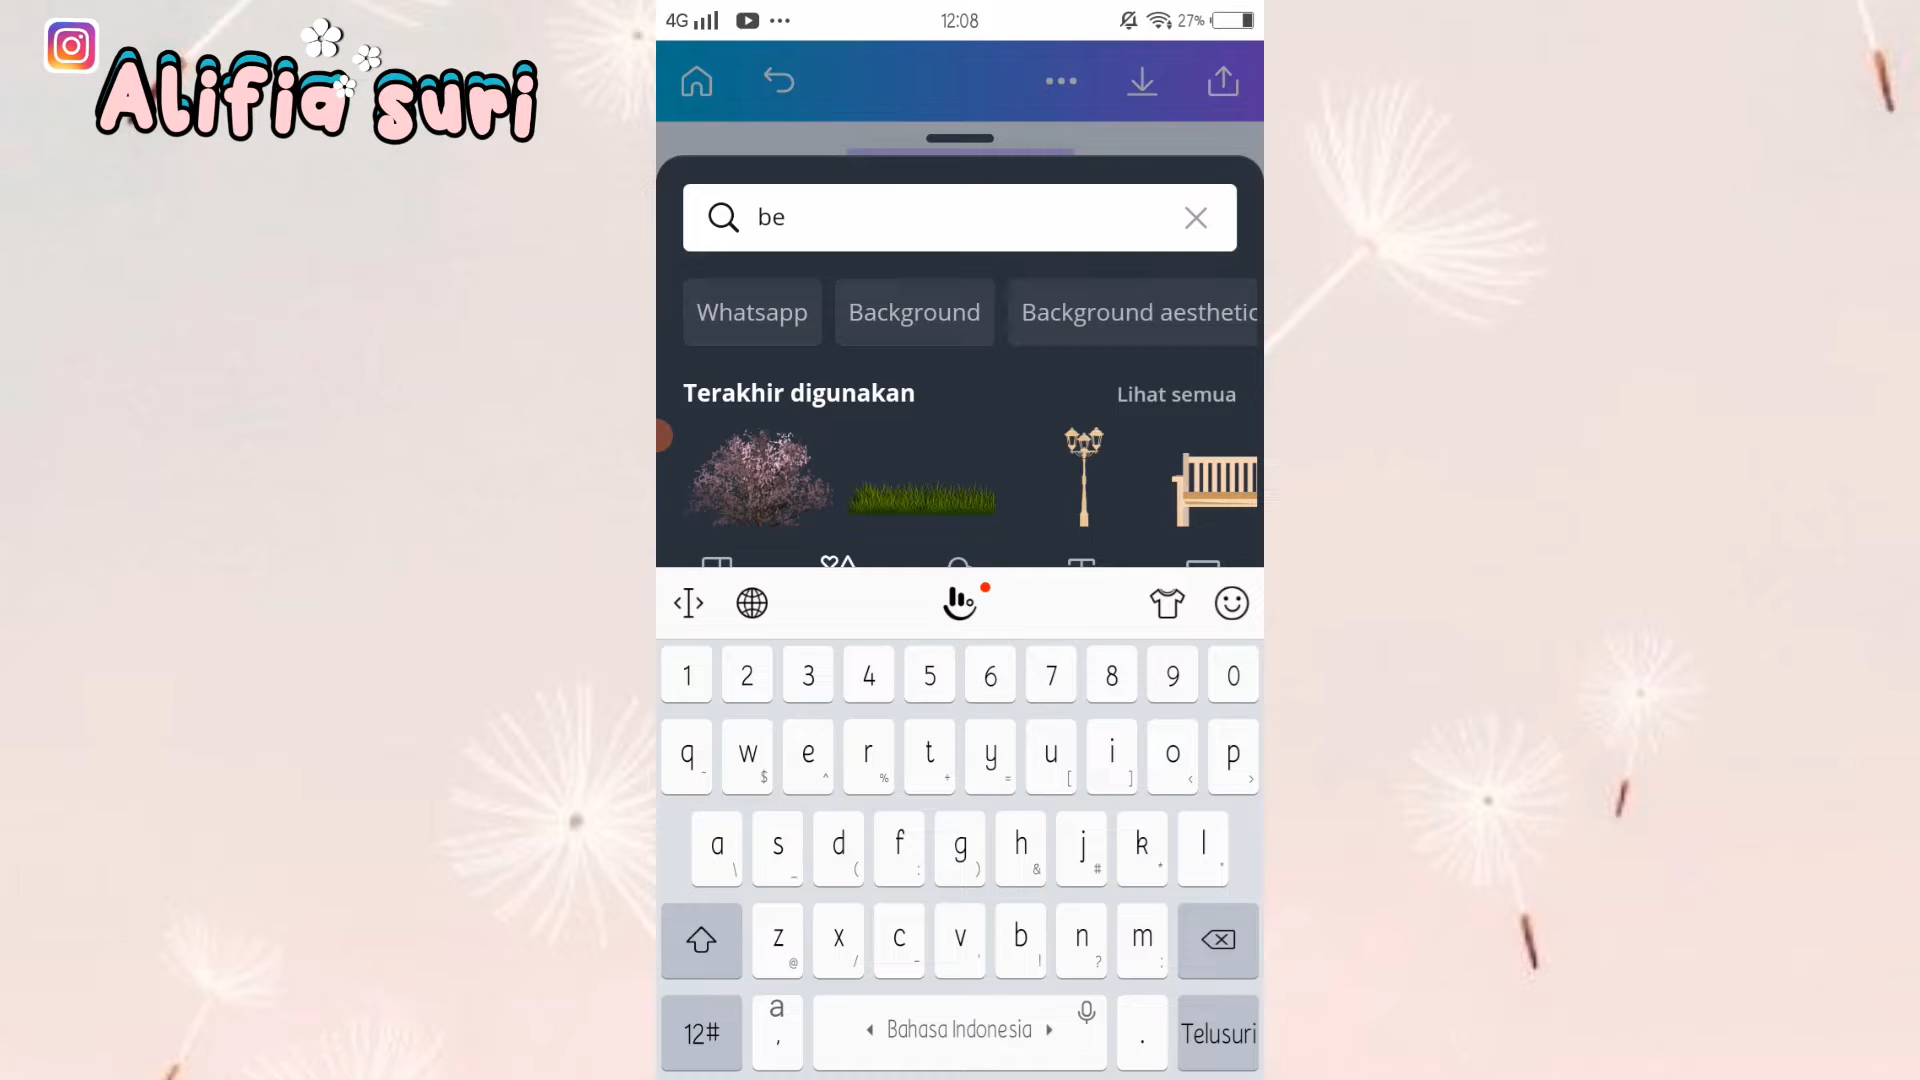 Alifia suri
4G 12:08 27%
be
Whatsapp Background Background aesthetic
Terakhir digunakan Lihat semua
1 2 3 4 5 6 7 8 9 0
q w e r t y u i o p
- $ ^ % + = [ ] < >
a s d f g h j k l
\ _ ( : ) & # * "
z x c v b n m
@ / - ' ! ? ;
12# a , Bahasa Indonesia . Telusuri